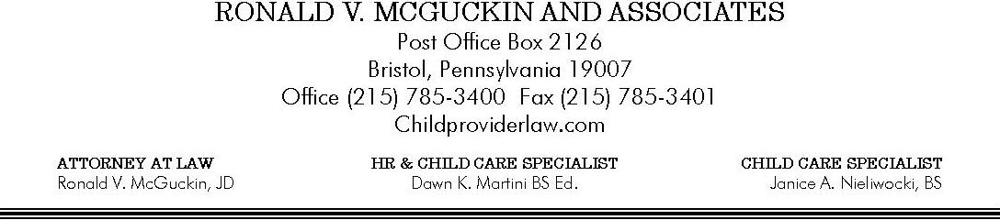 RONALD V. MCGUCKIN AND ASSOCIATES
Post Office Box 2126
Bristol, Pennsylvania 19007
Office (215) 785-3400  Fax (215) 785-3401
Childproviderlaw.com
ATTORNEY AT LAW HR & CHILD CARE SPECIALIST CHILD CARE SPECIALIST
Ronald V. McGuckin, JD Dawn K. Martini BS Ed. Janice A. Nieliwocki, BS